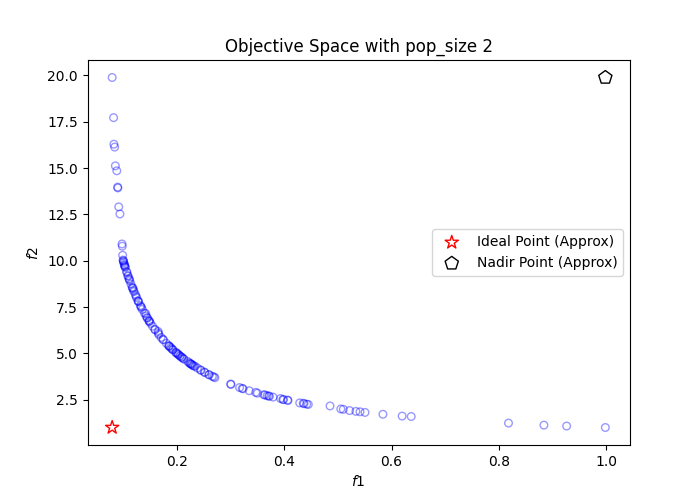 Objective Space with pop_size 2
20.0
17.5
15.0
12.5
10.0
7.5
5.0
2.5
f2
Ideal Point (Approx)
Nadir Point (Approx)
0.2 0.4 0.6 0.8 1.0
f1